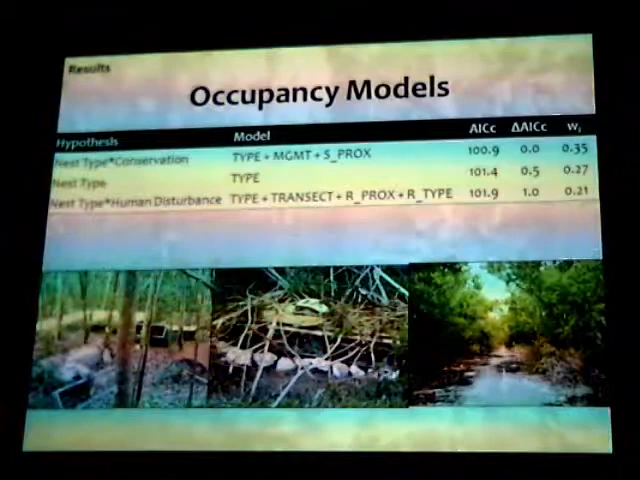 Results
Occupancy Models
Hypothesis Model AICc ΔAICc wᵢ
Nest Type*Conservation TYPE + MGMT + S_PROX 100.9 0.0 0.35
Nest Type TYPE 101.4 0.5 0.27
Nest Type*Human Disturbance TYPE + TRANSECT + R_PROX + R_TYPE 101.9 1.0 0.21